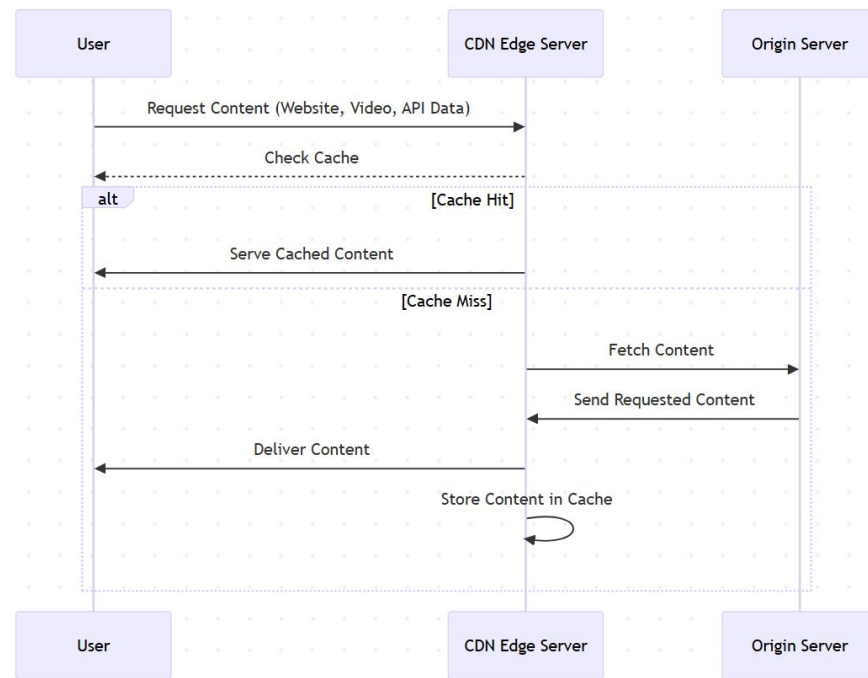 User CDN Edge Server Origin Server
Request Content (Website, Video, API Data)
Check Cache
alt [Cache Hit]
Serve Cached Content
[Cache Miss]
Fetch Content
Send Requested Content
Deliver Content
Store Content in Cache
User CDN Edge Server Origin Server